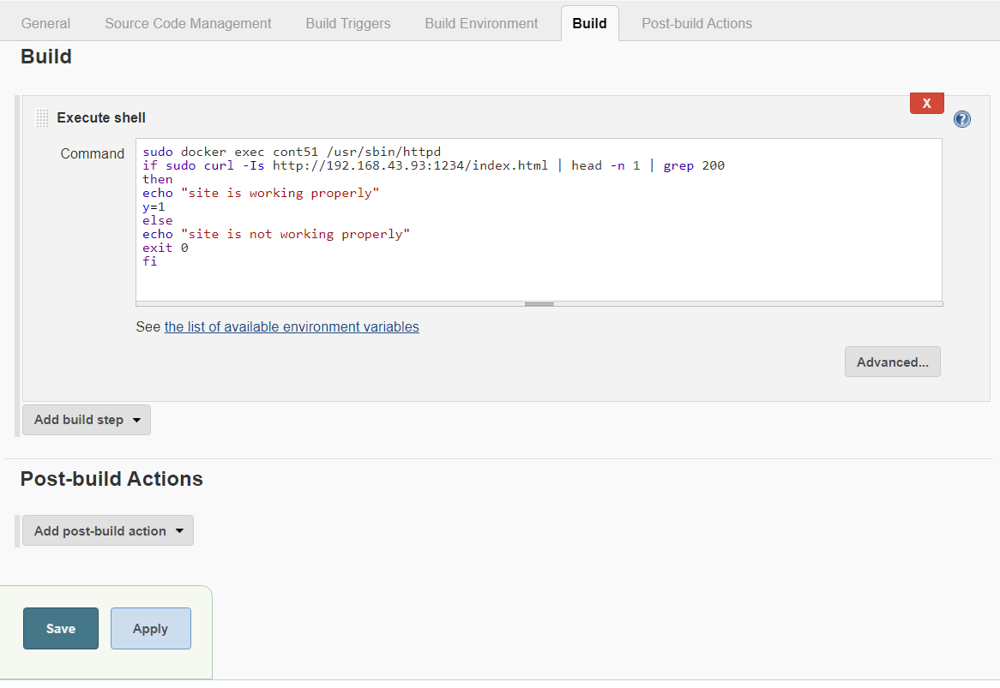 General Source Code Management Build Triggers Build Environment Build Post-build Actions
Build
X
Execute shell
?
Command
sudo docker exec cont51 /usr/sbin/httpd
if sudo curl -Is http://192.168.43.93:1234/index.html | head -n 1 | grep 200
then
echo "site is working properly"
y=1
else
echo "site is not working properly"
exit 0
fi
See the list of available environment variables
Advanced...
Add build step
Post-build Actions
Add post-build action
Save Apply